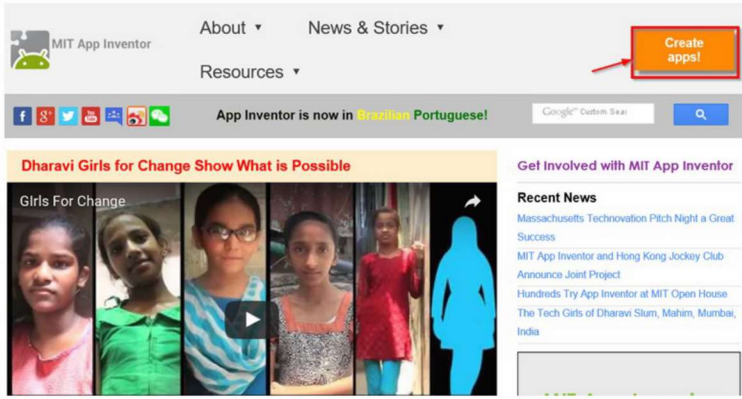 MIT App Inventor
About
News & Stories
Resources
Create
apps!
App Inventor is now in Brazilian Portuguese!
Google Custom Sear
Dharavi Girls for Change Show What is Possible
GIrls For Change
Get Involved with MIT App Inventor
Recent News
Massachusetts Technovation Pitch Night a Great
Success
MIT App Inventor and Hong Kong Jockey Club
Announce Joint Project
Hundreds Try App Inventor at MIT Open House
The Tech Girls of Dharavi Slum, Mahim, Mumbai,
India